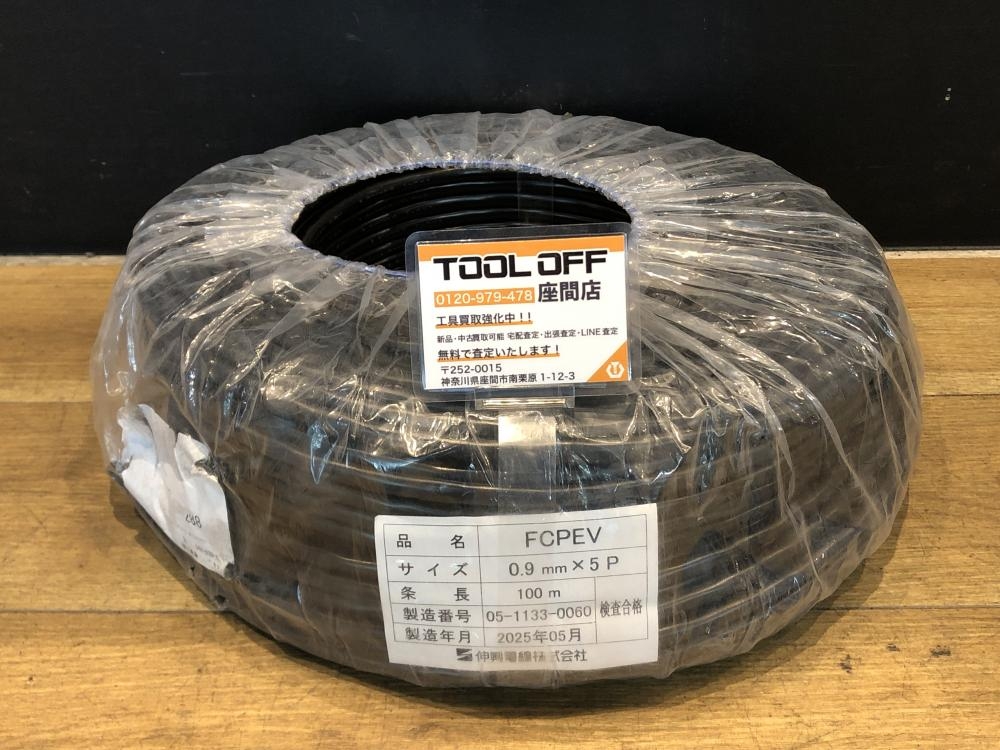 TOOL OFF
0120-979-478 座間店
工具買取強化中!!
新品・中古買取可能 宅配査定・出張査定・LINE査定
無料で査定いたします!
〒252-0015
神奈川県座間市南栗原 1-12-3
品名 FCPEV
サイズ 0.9 mm×5P
条長 100 m
製造番号 05-1133-0060 検査合格
製造年月 2025年05月
伸興電線株式会社